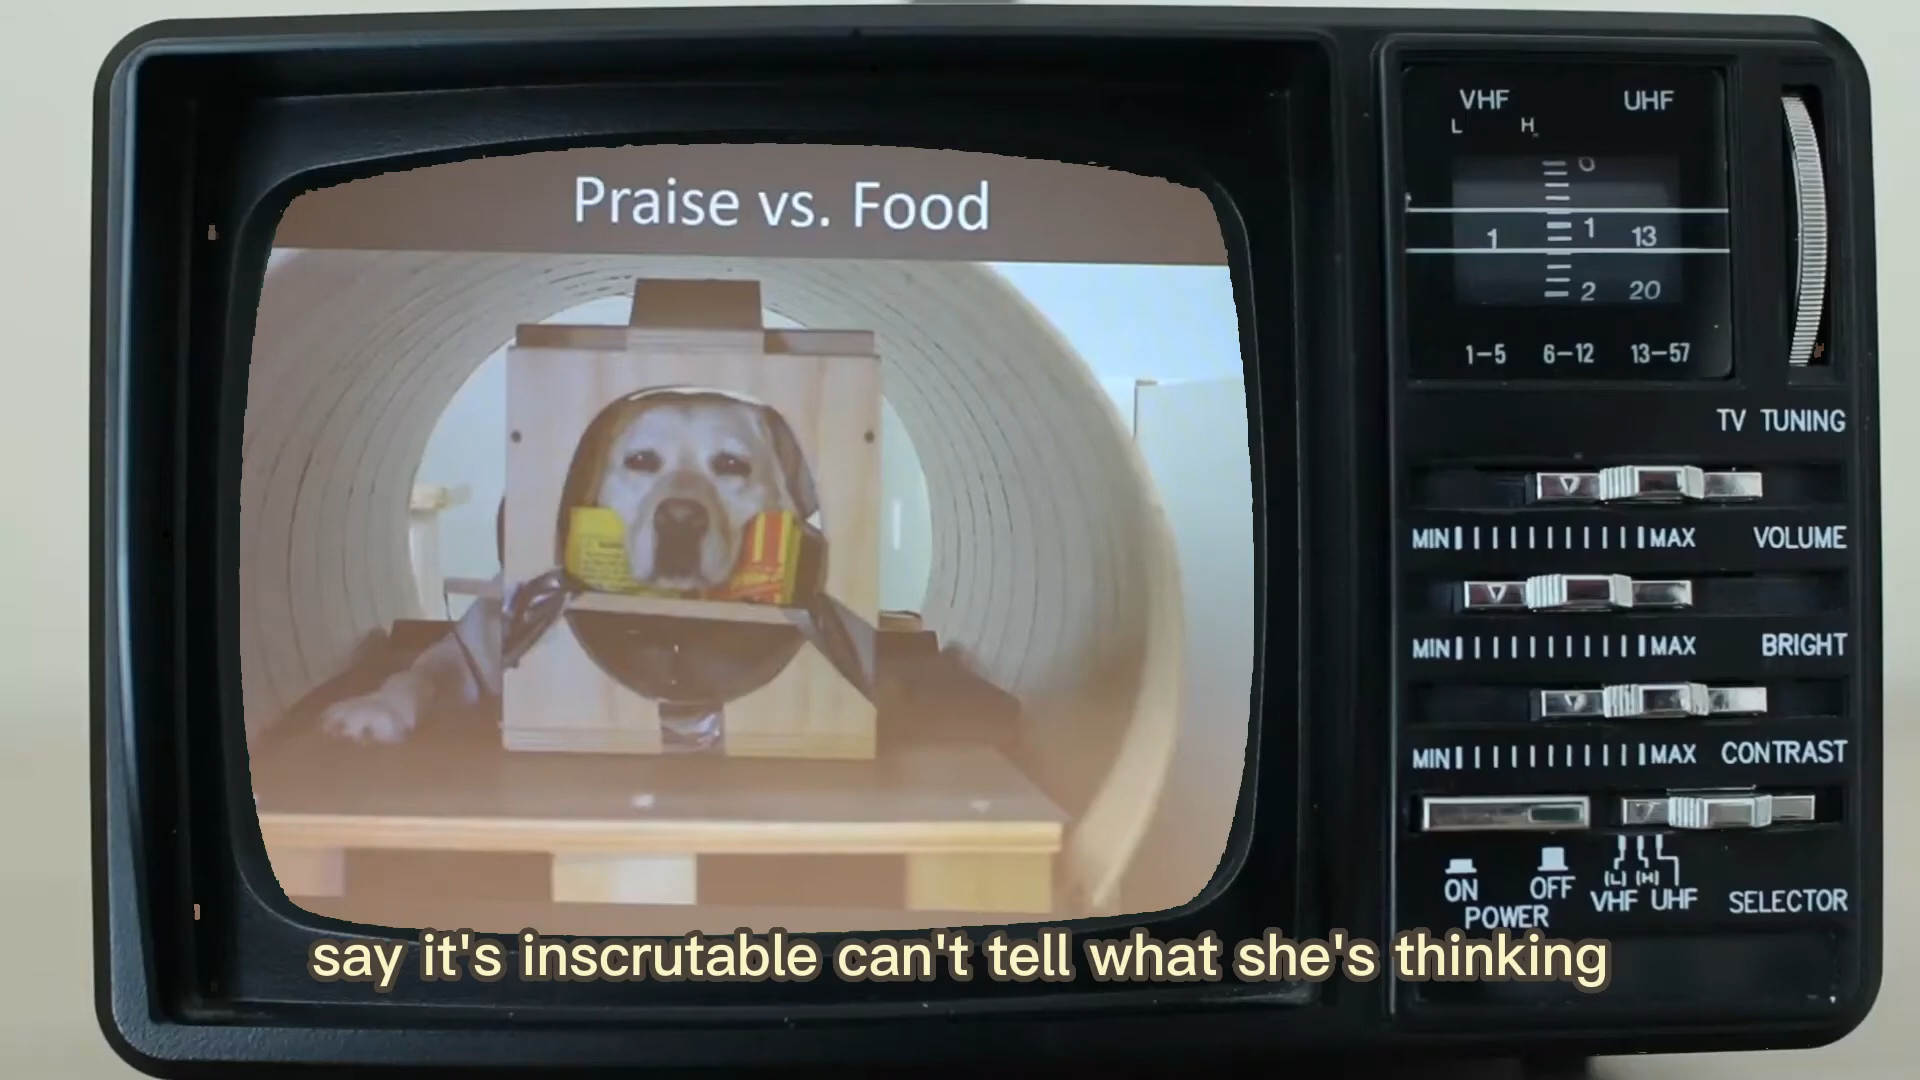 Praise vs. Food
VHF UHF
L H
0
1 1 13
2 20
1-5 6-12 13-57
TV TUNING
MIN MAX VOLUME
MIN MAX BRIGHT
MIN MAX CONTRAST
ON OFF
POWER
(L) (H)
VHF UHF
SELECTOR
say it's inscrutable can't tell what she's thinking